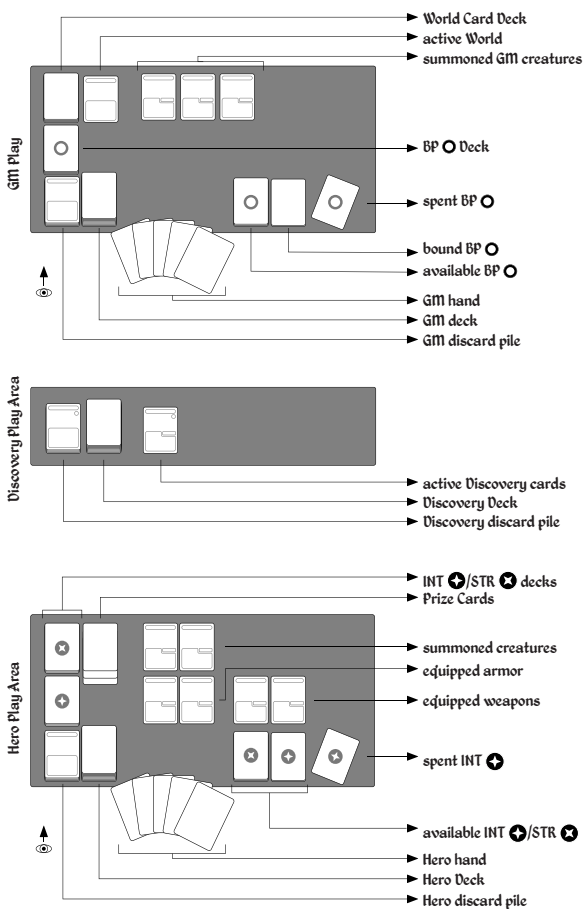 World Card Deck
active World
summoned GM creatures
GM Play
BP Deck
spent BP
bound BP
available BP
GM hand
GM deck
GM discard pile
Discovery Play Area
active Discovery cards
Discovery Deck
Discovery discard pile
INT /STR decks
Prize Cards
Hero Play Area
summoned creatures
equipped armor
equipped weapons
spent INT
available INT /STR
Hero hand
Hero Deck
Hero discard pile